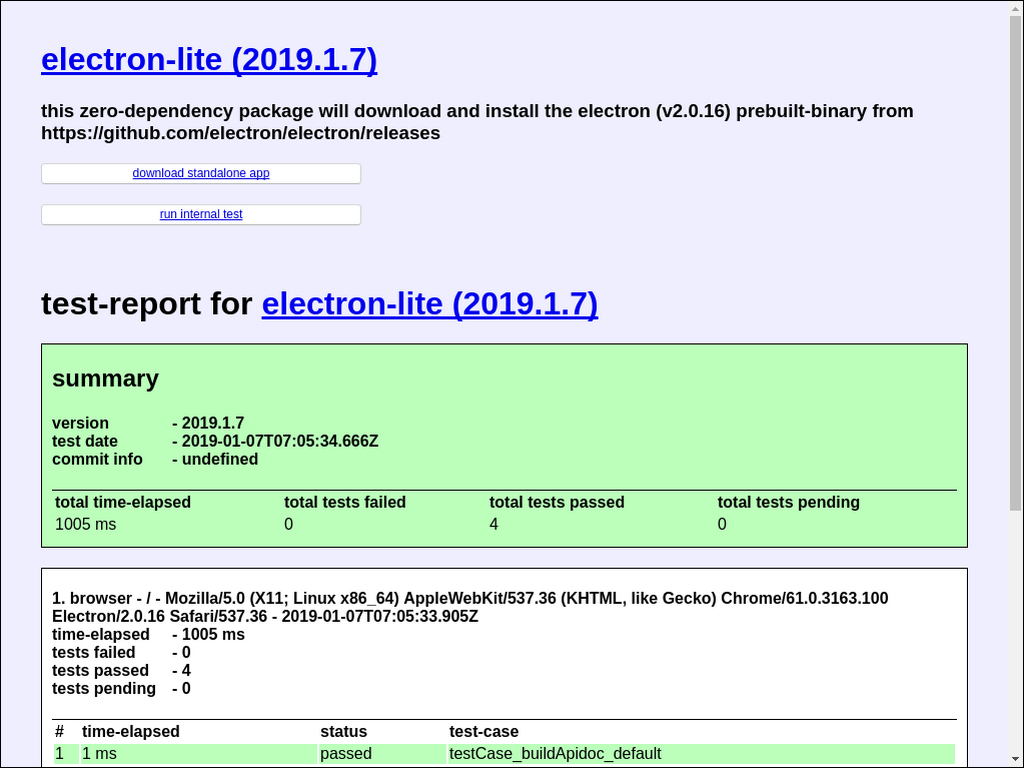 electron-lite (2019.1.7)
this zero-dependency package will download and install the electron (v2.0.16) prebuilt-binary from
https://github.com/electron/electron/releases
download standalone app
run internal test
test-report for electron-lite (2019.1.7)
summary
version - 2019.1.7
test date - 2019-01-07T07:05:34.666Z
commit info - undefined
total time-elapsed total tests failed total tests passed total tests pending
1005 ms 0 4 0
1. browser - / - Mozilla/5.0 (X11; Linux x86_64) AppleWebKit/537.36 (KHTML, like Gecko) Chrome/61.0.3163.100
Electron/2.0.16 Safari/537.36 - 2019-01-07T07:05:33.905Z
time-elapsed - 1005 ms
tests failed - 0
tests passed - 4
tests pending - 0
# time-elapsed status test-case
1 1 ms passed testCase_buildApidoc_default